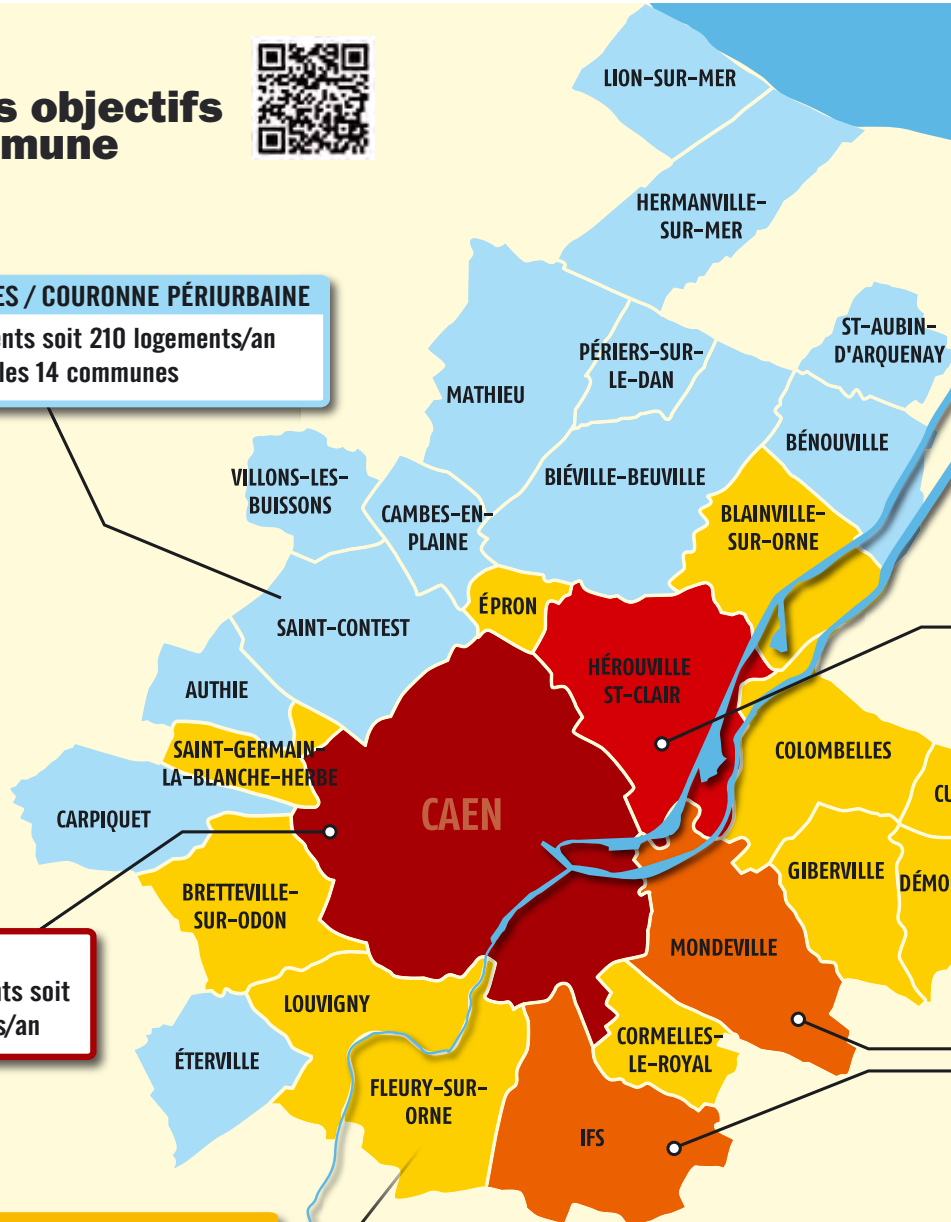 s objectifs
mune
LION-SUR-MER
HERMANVILLE-
SUR-MER
ES / COURONNE PÉRIURBAINE
ents soit 210 logements/an
les 14 communes
ST-AUBIN-
D'ARQUENAY
PÉRIERS-SUR-
LE-DAN
MATHIEU
BÉNOUVILLE
VILLONS-LES-
BUISSONS
BIÉVILLE-BEUVILLE
CAMBES-EN-
PLAINE
BLAINVILLE-
SUR-ORNE
ÉPRON
SAINT-CONTEST
HÉROUVILLE
ST-CLAIR
AUTHIE
SAINT-GERMAIN-
LA-BLANCHE-HERBE
COLOMBELLES
CU
CARPIQUET
CAEN
GIBERVILLE
DÉMO
BRETTEVILLE-
SUR-ODON
MONDEVILLE
nts soit
s/an
LOUVIGNY
CORMELLES-
LE-ROYAL
ÉTERVILLE
FLEURY-SUR-
ORNE
IFS